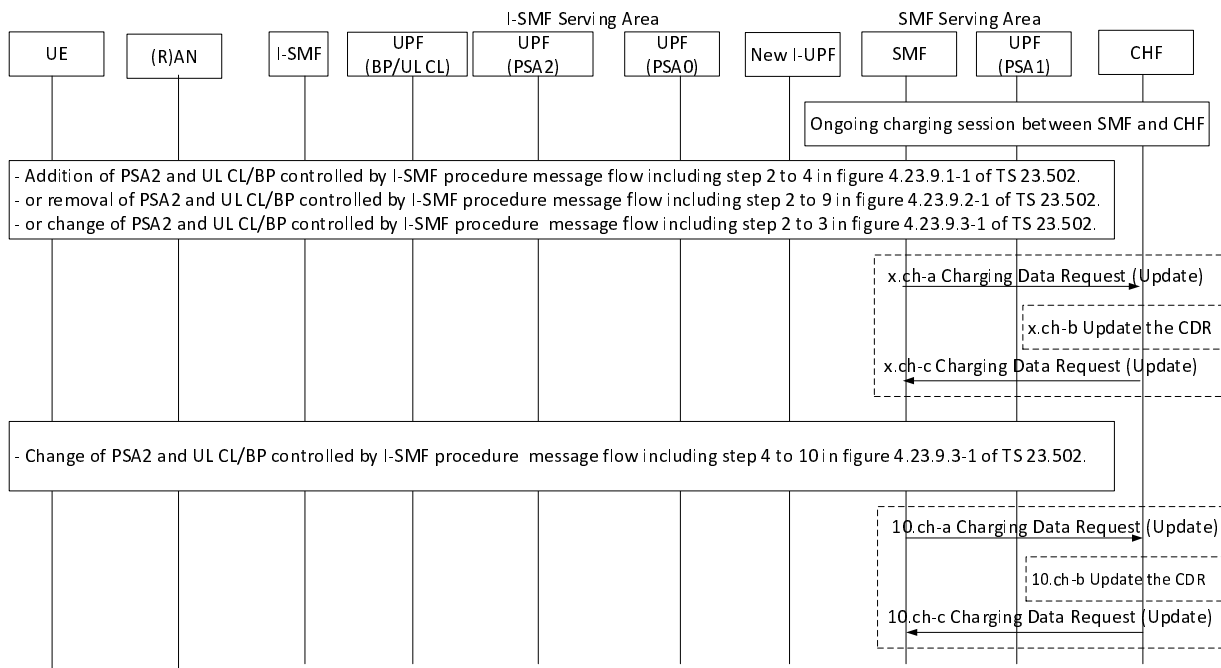 I-SMF Serving Area
SMF Serving Area
UE
(R)AN
I-SMF
UPF
(BP/UL CL)
UPF
(PSA2)
UPF
(PSA0)
New I-UPF
SMF
UPF
(PSA1)
CHF
Ongoing charging session between SMF and CHF
- Addition of PSA2 and UL CL/BP controlled by I-SMF procedure message flow including step 2 to 4 in figure 4.23.9.1-1 of TS 23.502.
- or removal of PSA2 and UL CL/BP controlled by I-SMF procedure message flow including step 2 to 9 in figure 4.23.9.2-1 of TS 23.502.
- or change of PSA2 and UL CL/BP controlled by I-SMF procedure message flow including step 2 to 3 in figure 4.23.9.3-1 of TS 23.502.
x.ch-a Charging Data Request (Update)
x.ch-b Update the CDR
x.ch-c Charging Data Request (Update)
- Change of PSA2 and UL CL/BP controlled by I-SMF procedure message flow including step 4 to 10 in figure 4.23.9.3-1 of TS 23.502.
10.ch-a Charging Data Request (Update)
10.ch-b Update the CDR
10.ch-c Charging Data Request (Update)